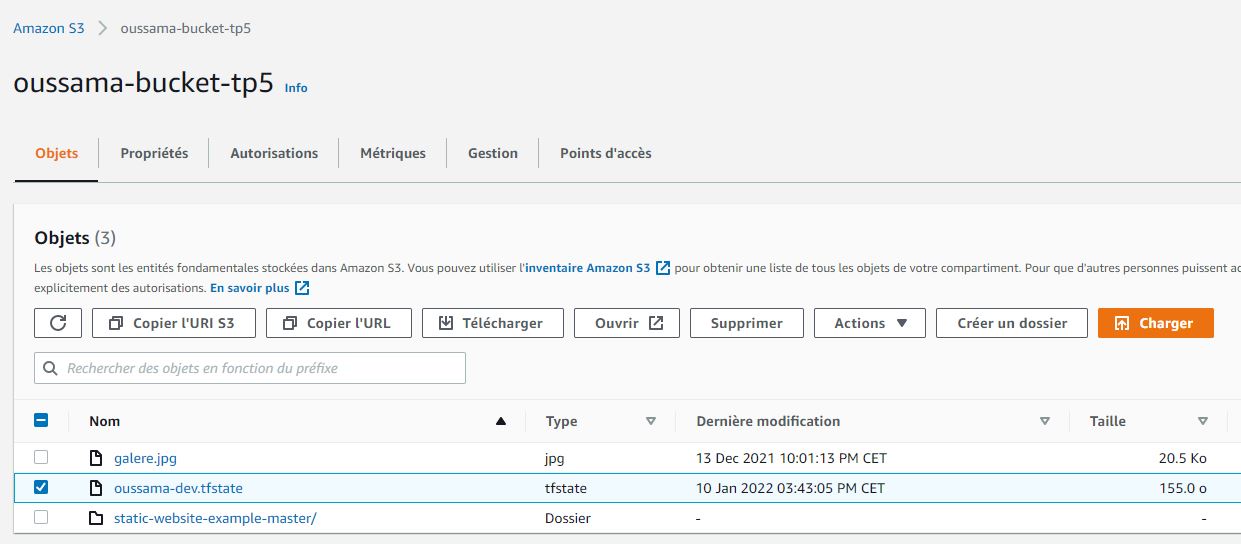 Amazon S3 > oussama-bucket-tp5
oussama-bucket-tp5 Info
Objets Propriétés Autorisations Métriques Gestion Points d'accès
Objets (3)
Les objets sont les entités fondamentales stockées dans Amazon S3. Vous pouvez utiliser l'inventaire Amazon S3 pour obtenir une liste de tous les objets de votre compartiment. Pour que d'autres personnes puissent
explicitement des autorisations. En savoir plus
Copier l'URI S3 Copier l'URL Télécharger Ouvrir Supprimer Actions Créer un dossier Charger
Rechercher des objets en fonction du préfixe
Nom Type Dernière modification Taille
galere.jpg jpg 13 Dec 2021 10:01:13 PM CET 20.5 Ko
oussama-dev.tfstate tfstate 10 Jan 2022 03:43:05 PM CET 155.0 o
static-website-example-master/ Dossier - -